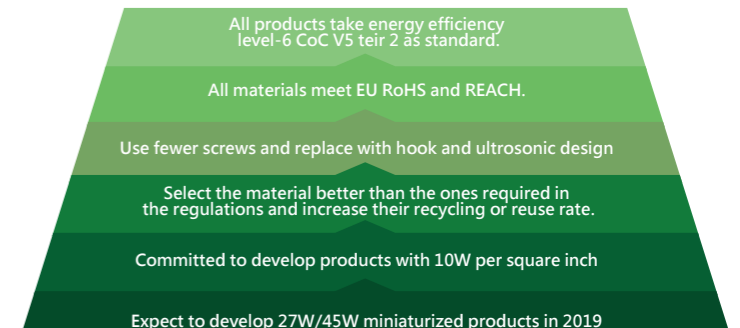 All products take energy efficiency
level-6 CoC V5 teir 2 as standard.
All materials meet EU RoHS and REACH.
Use fewer screws and replace with hook and ultrosonic design
Select the material better than the ones required in
the regulations and increase their recycling or reuse rate.
Committed to develop products with 10W per square inch
Expect to develop 27W/45W miniaturized products in 2019